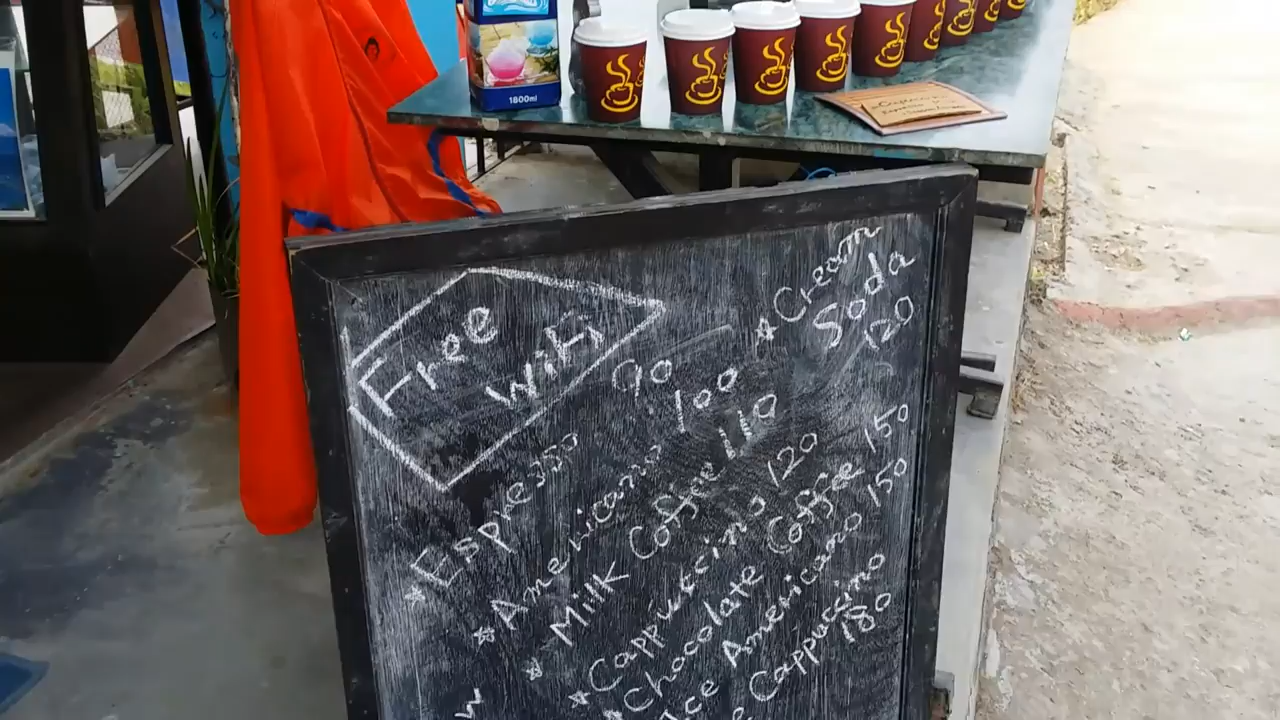 1800ml
Cappuccino
Free
WiFi
* Cream
Soda
120
* Espresso 90
* Americano 100
* Milk Coffee 110
* Cappuccino 120
* Chocolate Coffee 150
Ice Americano 150
Cappuccino
180